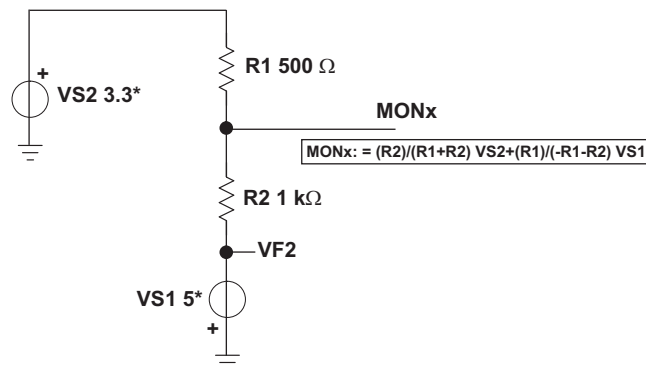 R1 500 Ω
+
VS2 3.3*
MONx
MONx: = (R2)/(R1+R2) VS2+(R1)/(-R1-R2) VS1
R2 1 kΩ
VF2
VS1 5*
+